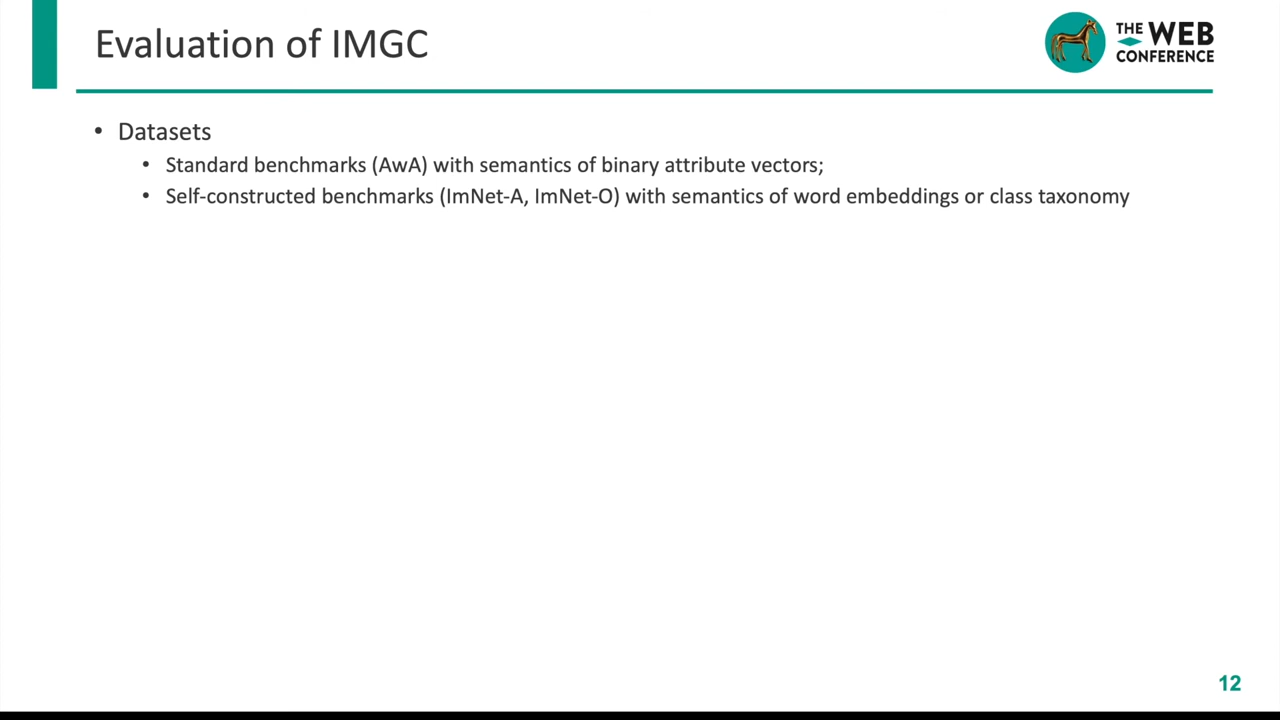 Evaluation of IMGC
THE WEB
CONFERENCE
• Datasets
• Standard benchmarks (AwA) with semantics of binary attribute vectors;
• Self-constructed benchmarks (ImNet-A, ImNet-O) with semantics of word embeddings or class taxonomy
12